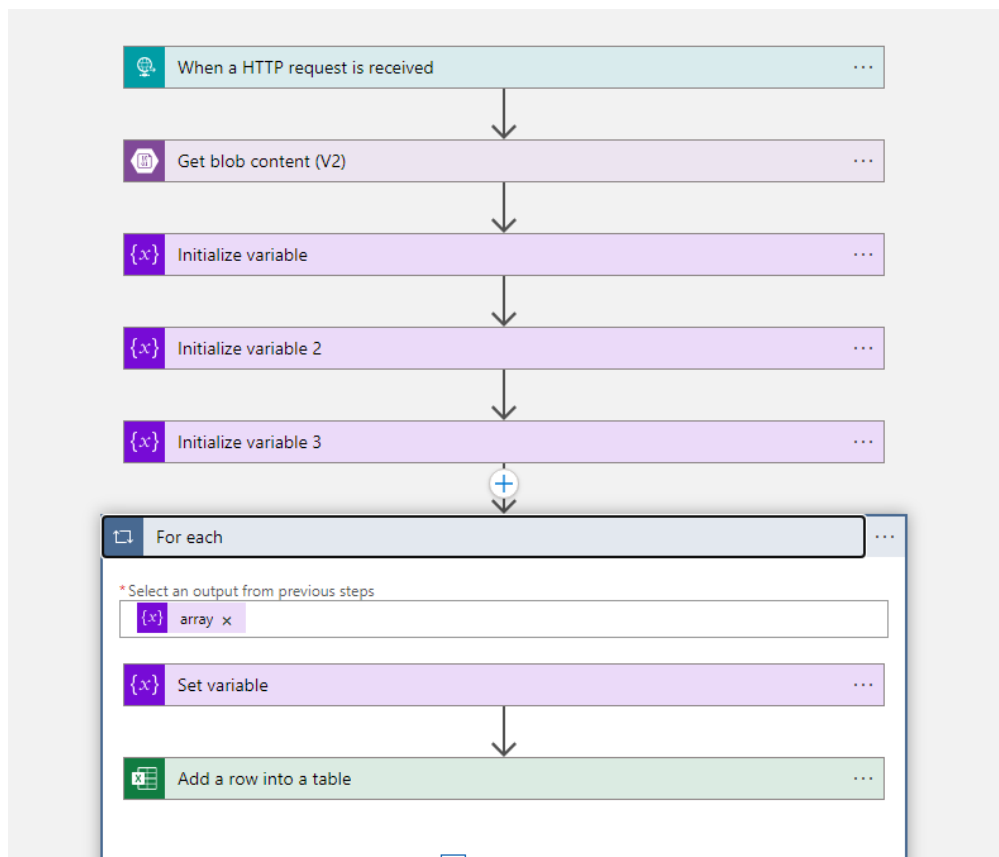 When a HTTP request is received
Get blob content (V2)
{x} Initialize variable
{x} Initialize variable 2
{x} Initialize variable 3
For each
* Select an output from previous steps
{x} array ×
{x} Set variable
Add a row into a table